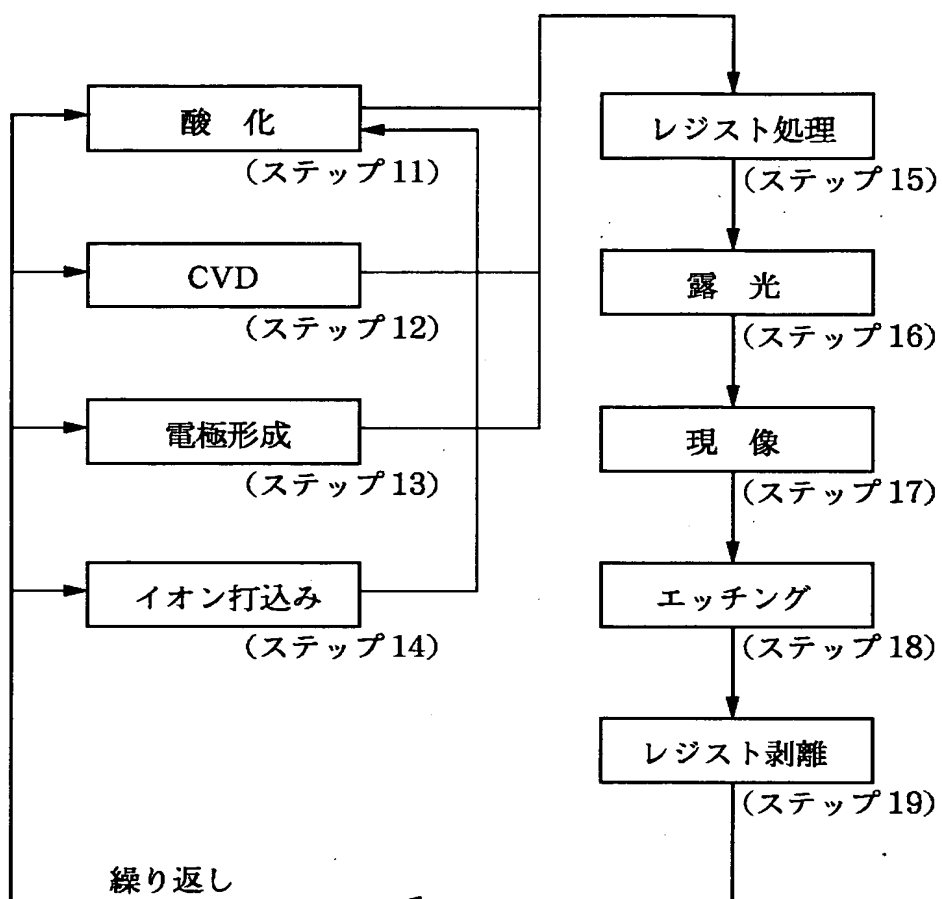 酸 化
(ステップ11)
CVD
(ステップ12)
電極形成
(ステップ13)
イオン打込み
(ステップ14)
レジスト処理
(ステップ15)
露 光
(ステップ16)
現 像
(ステップ17)
エッチング
(ステップ18)
レジスト剥離
(ステップ19)
繰り返し